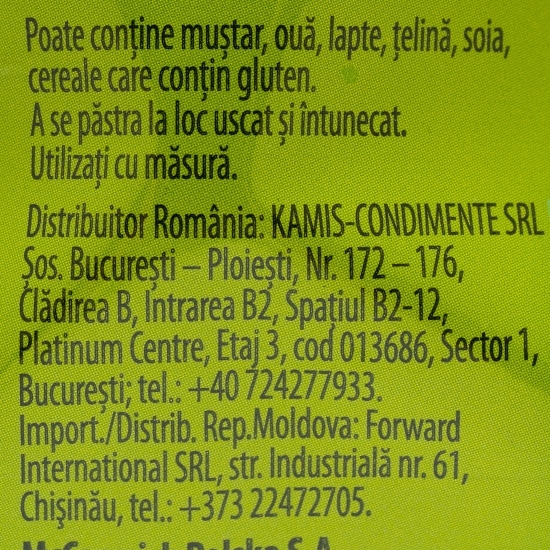 Poate conține muștar, ouă, lapte, țelină, soia,
cereale care conțin gluten.
A se păstra la loc uscat și întunecat.
Utilizați cu măsură.
Distribuitor România: KAMIS-CONDIMENTE SRL
Șos. București – Ploiești, Nr. 172 – 176,
Clădirea B, Intrarea B2, Spațiul B2-12,
Platinum Centre, Etaj 3, cod 013686, Sector 1,
București; tel.: +40 724277933.
Import./Distrib. Rep.Moldova: Forward
International SRL, str. Industrială nr. 61,
Chișinău, tel.: +373 22472705.
Polska S.A.